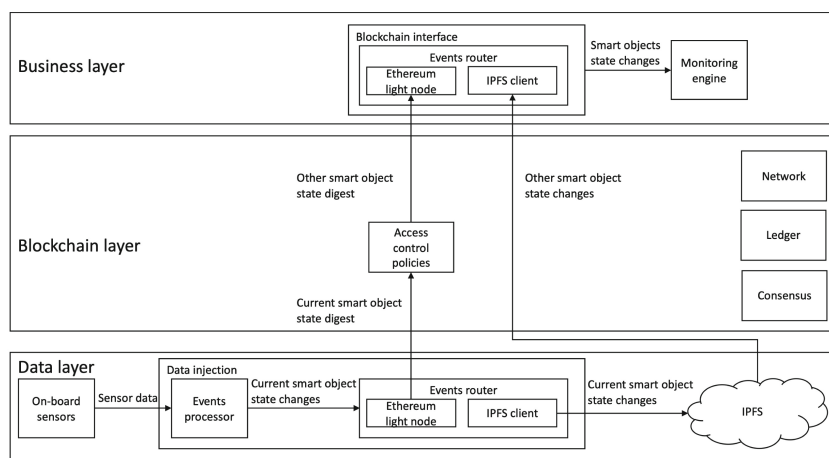 Business layer
Blockchain interface
Events router
Ethereum
light node
IPFS client
Smart objects
state changes
Monitoring
engine
Blockchain layer
Other smart object
state digest
Other smart object
state changes
Access
control
policies
Current smart object
state digest
Network
Ledger
Consensus
Data layer
On-board
sensors
Sensor data
Data injection
Events
processor
Current smart object
state changes
Events router
Ethereum
light node
IPFS client
Current smart object
state changes
IPFS